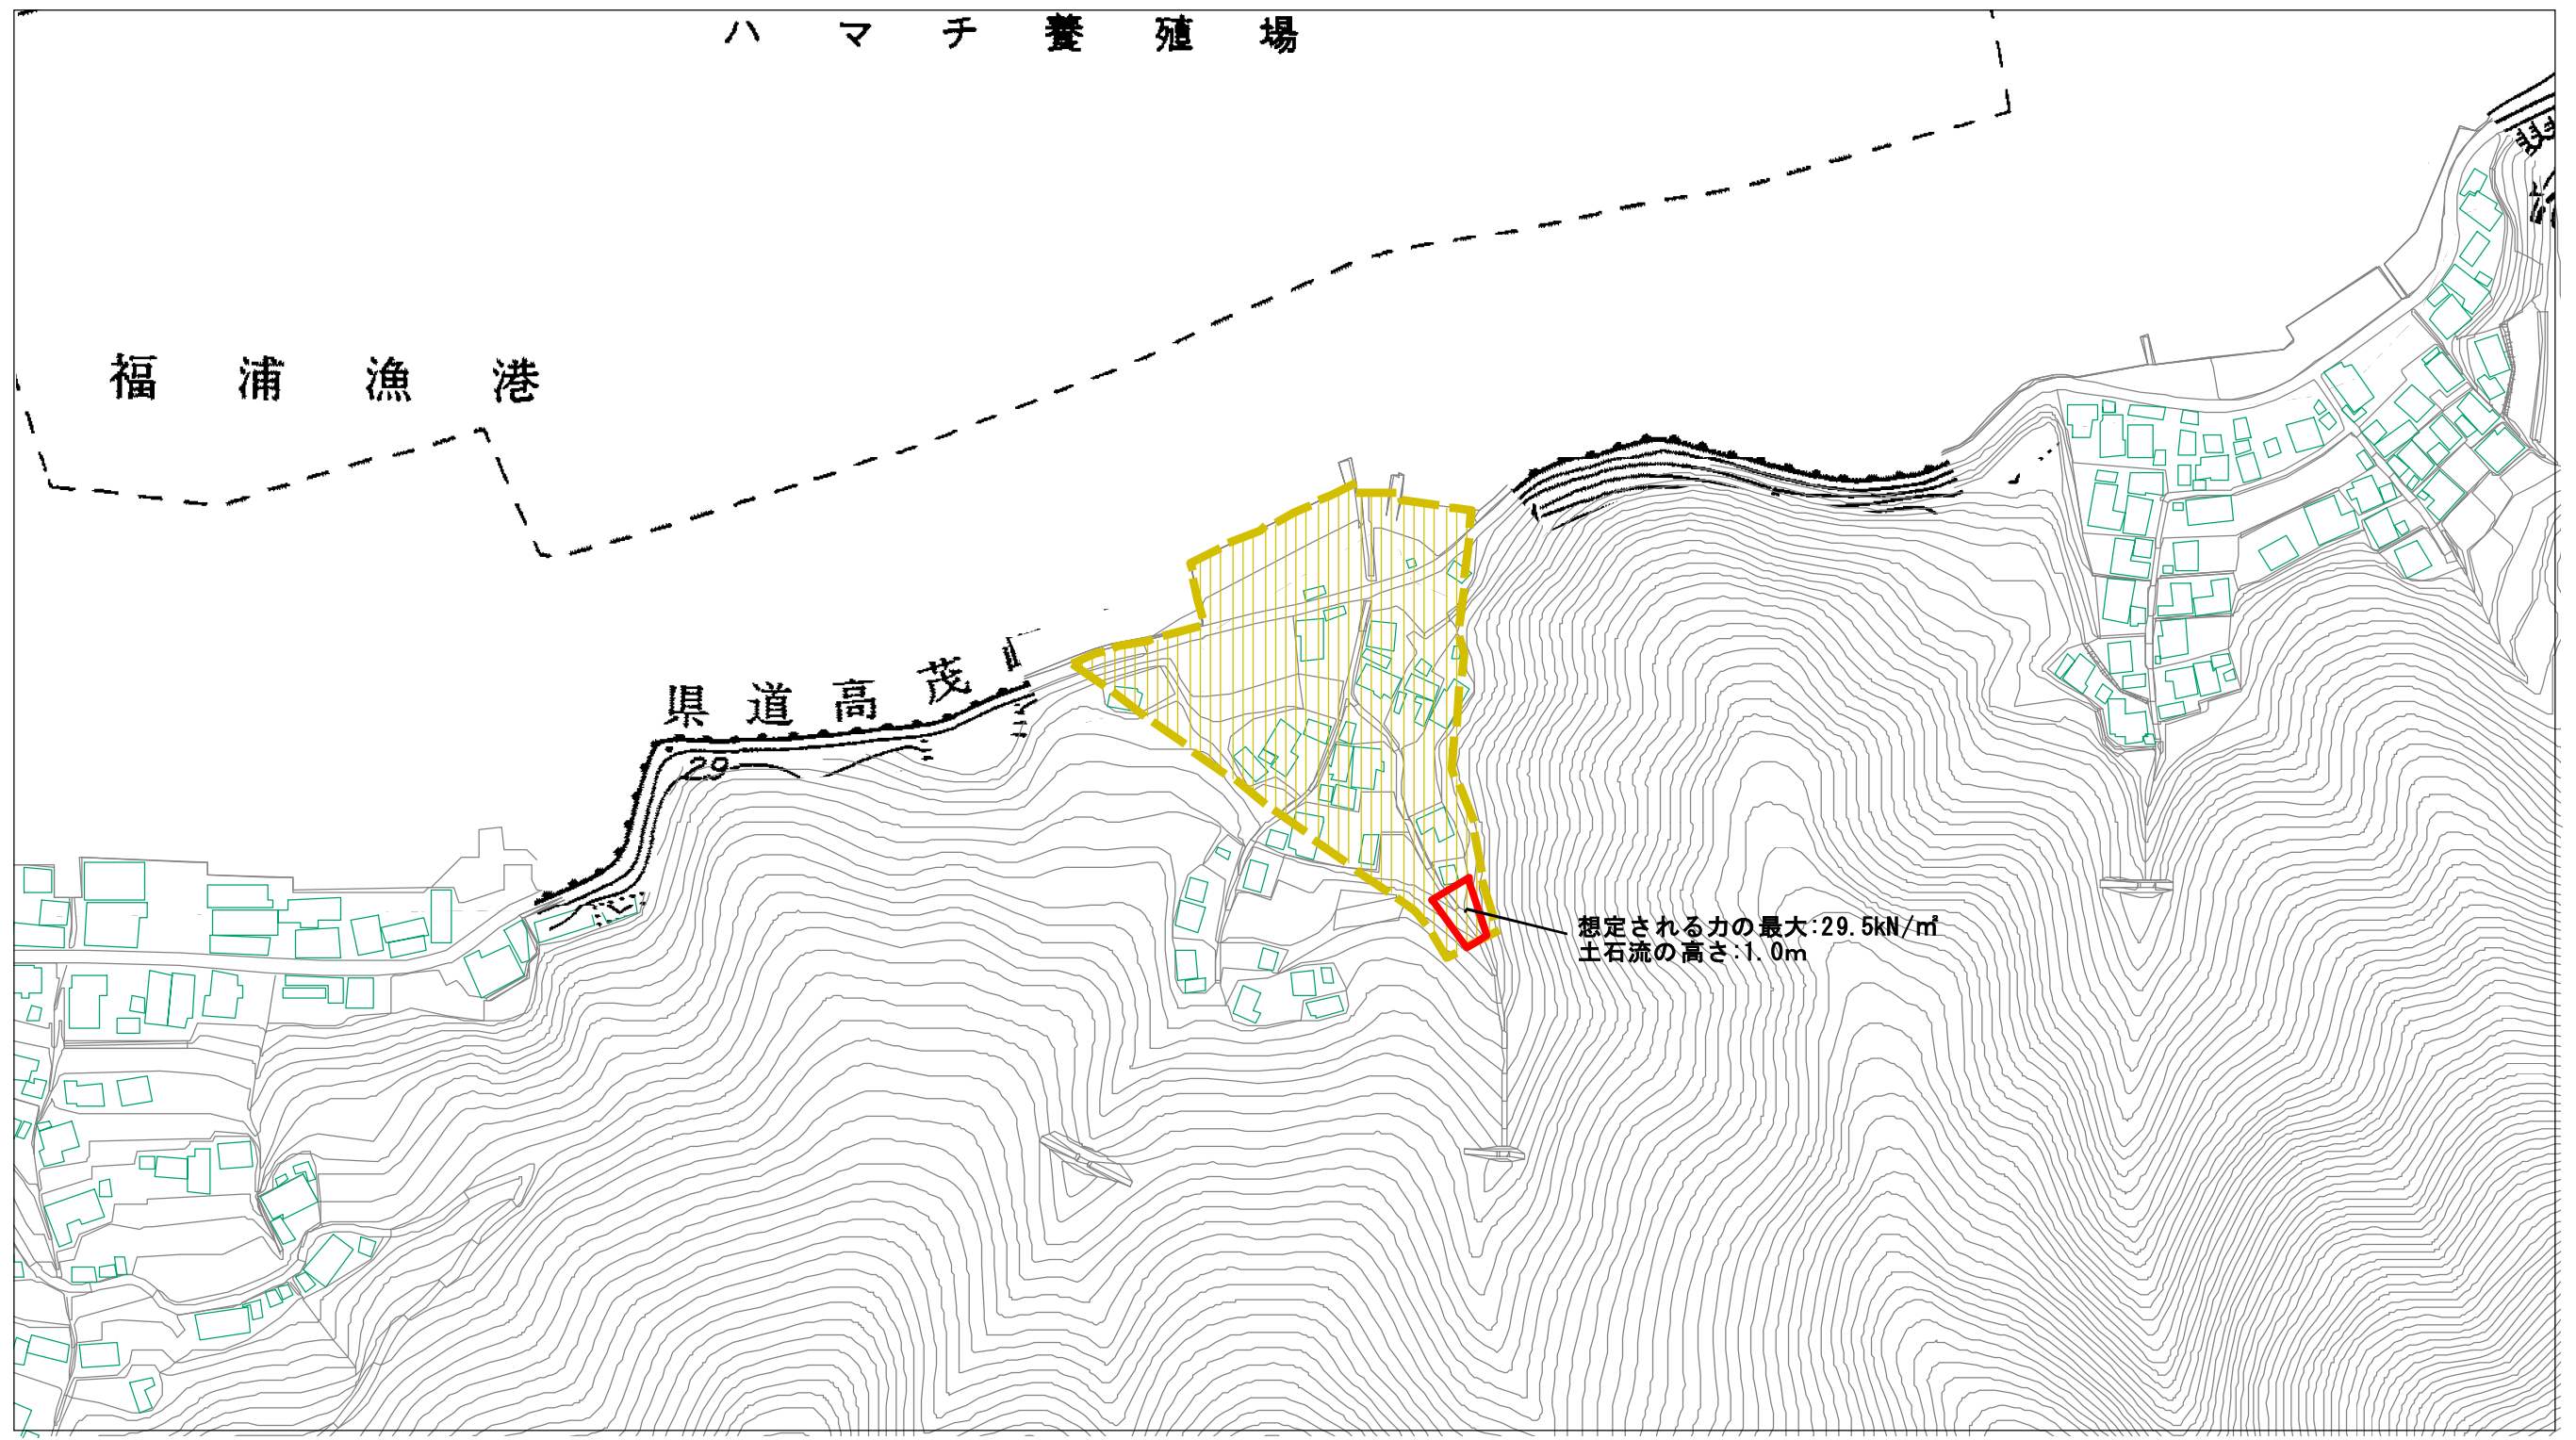 ハマチ養殖場
福浦漁港
県道高茂
29
想定される力の最大:29.5kN/㎡
土石流の高さ:1.0m